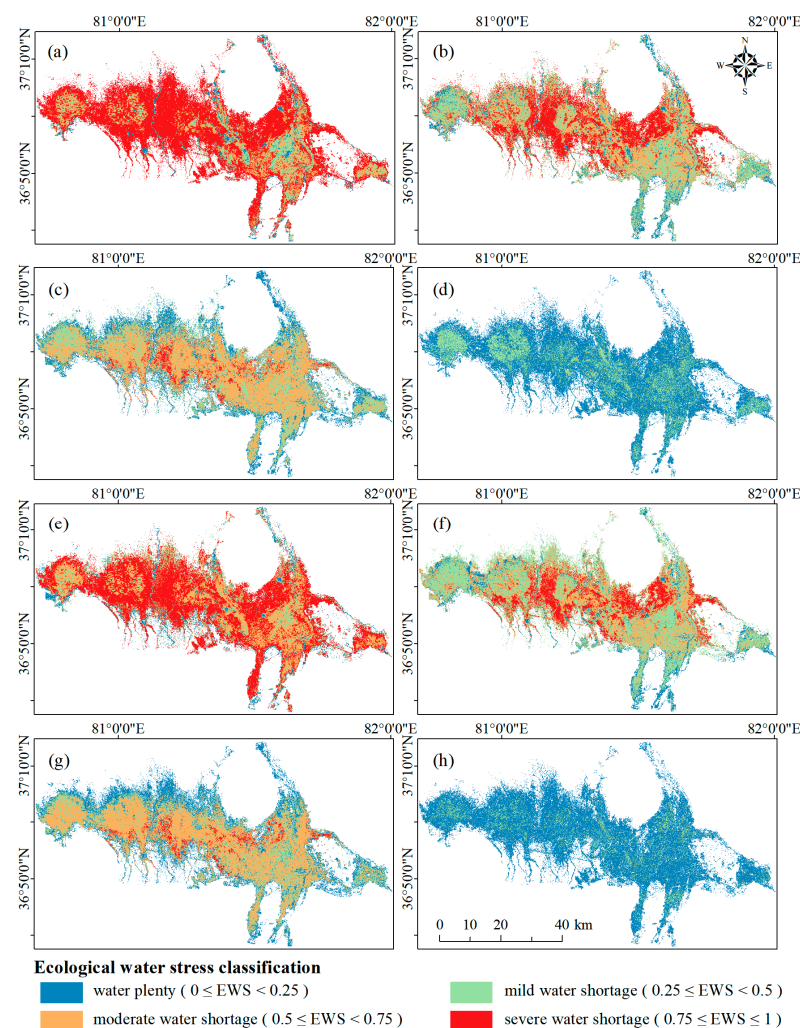 81°0'0"E 82°0'0"E 81°0'0"E 82°0'0"E
37°10'0"N
36°50'0"N
(a)
(b)
N
W E
S
81°0'0"E 82°0'0"E 81°0'0"E 82°0'0"E
37°10'0"N
36°50'0"N
37°10'0"N
36°50'0"N
(c)
(d)
81°0'0"E 82°0'0"E 81°0'0"E 82°0'0"E
37°10'0"N
36°50'0"N
37°10'0"N
36°50'0"N
(e)
(f)
81°0'0"E 82°0'0"E 81°0'0"E 82°0'0"E
37°10'0"N
36°50'0"N
37°10'0"N
36°50'0"N
(g)
(h)
37°10'0"N
36°50'0"N
0 10 20 40 km
Ecological water stress classification
water plenty ( 0 ≤ EWS < 0.25 )
mild water shortage ( 0.25 ≤ EWS < 0.5 )
moderate water shortage ( 0.5 ≤ EWS < 0.75 )
severe water shortage ( 0.75 ≤ EWS ≤ 1 )